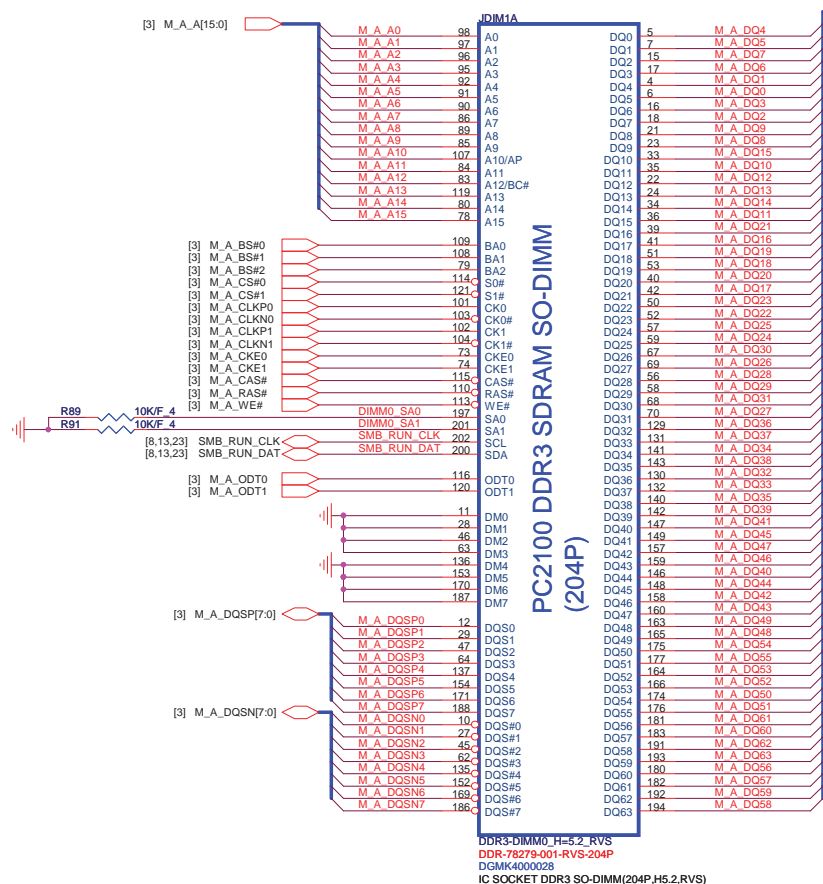 JDIM1A
[3] M_A_A[15:0]
M_A_A0 98 A0
M_A_A1 97 A1
M_A_A2 96 A2
M_A_A3 95 A3
M_A_A4 92 A4
M_A_A5 91 A5
M_A_A6 90 A6
M_A_A7 86 A7
M_A_A8 89 A8
M_A_A9 85 A9
M_A_A10 107 A10/AP
M_A_A11 84 A11
M_A_A12 83 A12/BC#
M_A_A13 119 A13
M_A_A14 80 A14
M_A_A15 78 A15
[3] M_A_BS#0 109 BA0
[3] M_A_BS#1 108 BA1
[3] M_A_BS#2 79 BA2
[3] M_A_CS#0 114 S0#
[3] M_A_CS#1 121 S1#
[3] M_A_CLKP0 101 CK0
[3] M_A_CLKN0 103 CK0#
[3] M_A_CLKP1 102 CK1
[3] M_A_CLKN1 104 CK1#
[3] M_A_CKE0 73 CKE0
[3] M_A_CKE1 74 CKE1
[3] M_A_CAS# 115 CAS#
[3] M_A_RAS# 110 RAS#
[3] M_A_WE# 113 WE#
R89 10K/F_4 DIMM0_SA0 197 SA0
R91 10K/F_4 DIMM0_SA1 201 SA1
[8,13,23] SMB_RUN_CLK SMB_RUN_CLK 202 SCL
[8,13,23] SMB_RUN_DAT SMB_RUN_DAT 200 SDA
[3] M_A_ODT0 116 ODT0
[3] M_A_ODT1 120 ODT1
11 DM0
28 DM1
46 DM2
63 DM3
136 DM4
153 DM5
170 DM6
187 DM7
[3] M_A_DQSP[7:0]
M_A_DQSP0 12 DQS0
M_A_DQSP1 29 DQS1
M_A_DQSP2 47 DQS2
M_A_DQSP3 64 DQS3
M_A_DQSP4 137 DQS4
M_A_DQSP5 154 DQS5
M_A_DQSP6 171 DQS6
M_A_DQSP7 188 DQS7
[3] M_A_DQSN[7:0]
M_A_DQSN0 10 DQS#0
M_A_DQSN1 27 DQS#1
M_A_DQSN2 45 DQS#2
M_A_DQSN3 62 DQS#3
M_A_DQSN4 135 DQS#4
M_A_DQSN5 152 DQS#5
M_A_DQSN6 169 DQS#6
M_A_DQSN7 186 DQS#7
PC2100 DDR3 SDRAM SO-DIMM
(204P)
DQ0 5 M_A_DQ4
DQ1 7 M_A_DQ5
DQ2 15 M_A_DQ7
DQ3 17 M_A_DQ6
DQ4 4 M_A_DQ1
DQ5 6 M_A_DQ0
DQ6 16 M_A_DQ3
DQ7 18 M_A_DQ2
DQ8 21 M_A_DQ9
DQ9 23 M_A_DQ8
DQ10 33 M_A_DQ15
DQ11 35 M_A_DQ10
DQ12 22 M_A_DQ12
DQ13 24 M_A_DQ13
DQ14 34 M_A_DQ14
DQ15 36 M_A_DQ11
DQ16 39 M_A_DQ21
DQ17 41 M_A_DQ16
DQ18 51 M_A_DQ19
DQ19 53 M_A_DQ18
DQ20 40 M_A_DQ20
DQ21 42 M_A_DQ17
DQ22 50 M_A_DQ23
DQ23 52 M_A_DQ22
DQ24 57 M_A_DQ25
DQ25 59 M_A_DQ24
DQ26 67 M_A_DQ30
DQ27 69 M_A_DQ26
DQ28 56 M_A_DQ28
DQ29 58 M_A_DQ29
DQ30 68 M_A_DQ31
DQ31 70 M_A_DQ27
DQ32 129 M_A_DQ36
DQ33 131 M_A_DQ37
DQ34 141 M_A_DQ34
DQ35 143 M_A_DQ38
DQ36 130 M_A_DQ32
DQ37 132 M_A_DQ33
DQ38 140 M_A_DQ35
DQ39 142 M_A_DQ39
DQ40 147 M_A_DQ41
DQ41 149 M_A_DQ45
DQ42 157 M_A_DQ47
DQ43 159 M_A_DQ46
DQ44 146 M_A_DQ40
DQ45 148 M_A_DQ44
DQ46 158 M_A_DQ42
DQ47 160 M_A_DQ43
DQ48 163 M_A_DQ49
DQ49 165 M_A_DQ48
DQ50 175 M_A_DQ54
DQ51 177 M_A_DQ55
DQ52 164 M_A_DQ53
DQ53 166 M_A_DQ52
DQ54 174 M_A_DQ50
DQ55 176 M_A_DQ51
DQ56 181 M_A_DQ61
DQ57 183 M_A_DQ60
DQ58 191 M_A_DQ62
DQ59 193 M_A_DQ63
DQ60 180 M_A_DQ56
DQ61 182 M_A_DQ57
DQ62 192 M_A_DQ59
DQ63 194 M_A_DQ58
DDR3-DIMM0_H=5.2_RVS
DDR-78279-001-RVS-204P
DGMK4000028
IC SOCKET DDR3 SO-DIMM(204P,H5.2,RVS)